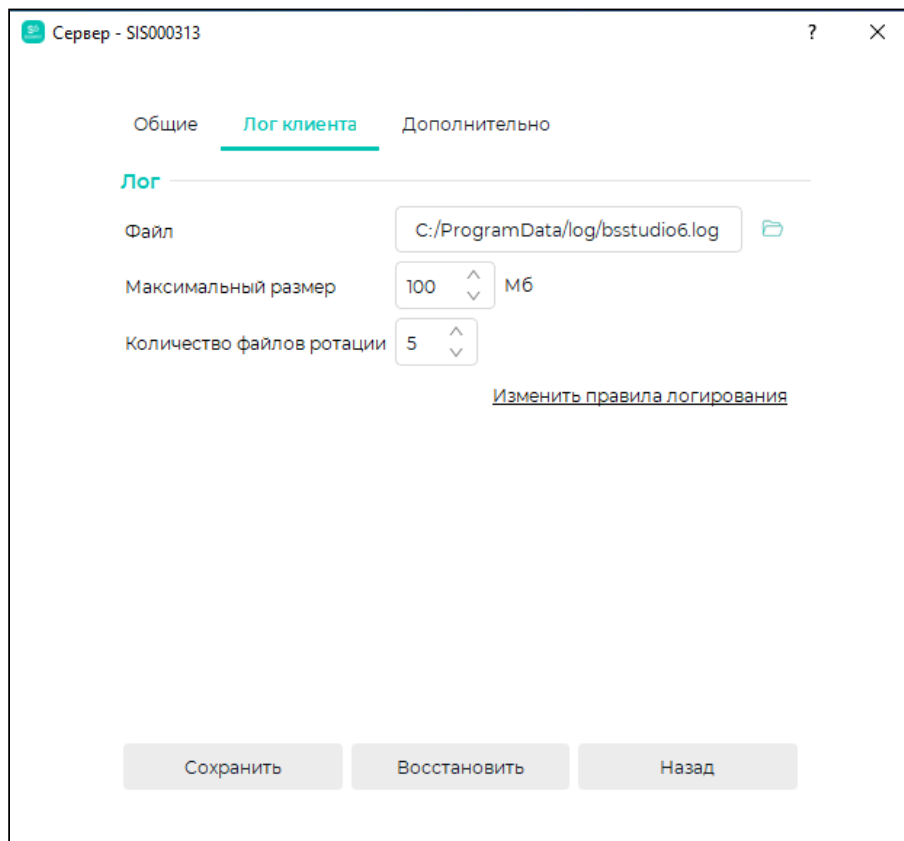 Сервер - SIS000313 ?
Общие Лог клиента Дополнительно
Лог
Файл C:/ProgramData/log/bsstudio6.log
Максимальный размер 100 Мб
Количество файлов ротации 5
Изменить правила логирования
Сохранить Восстановить Назад